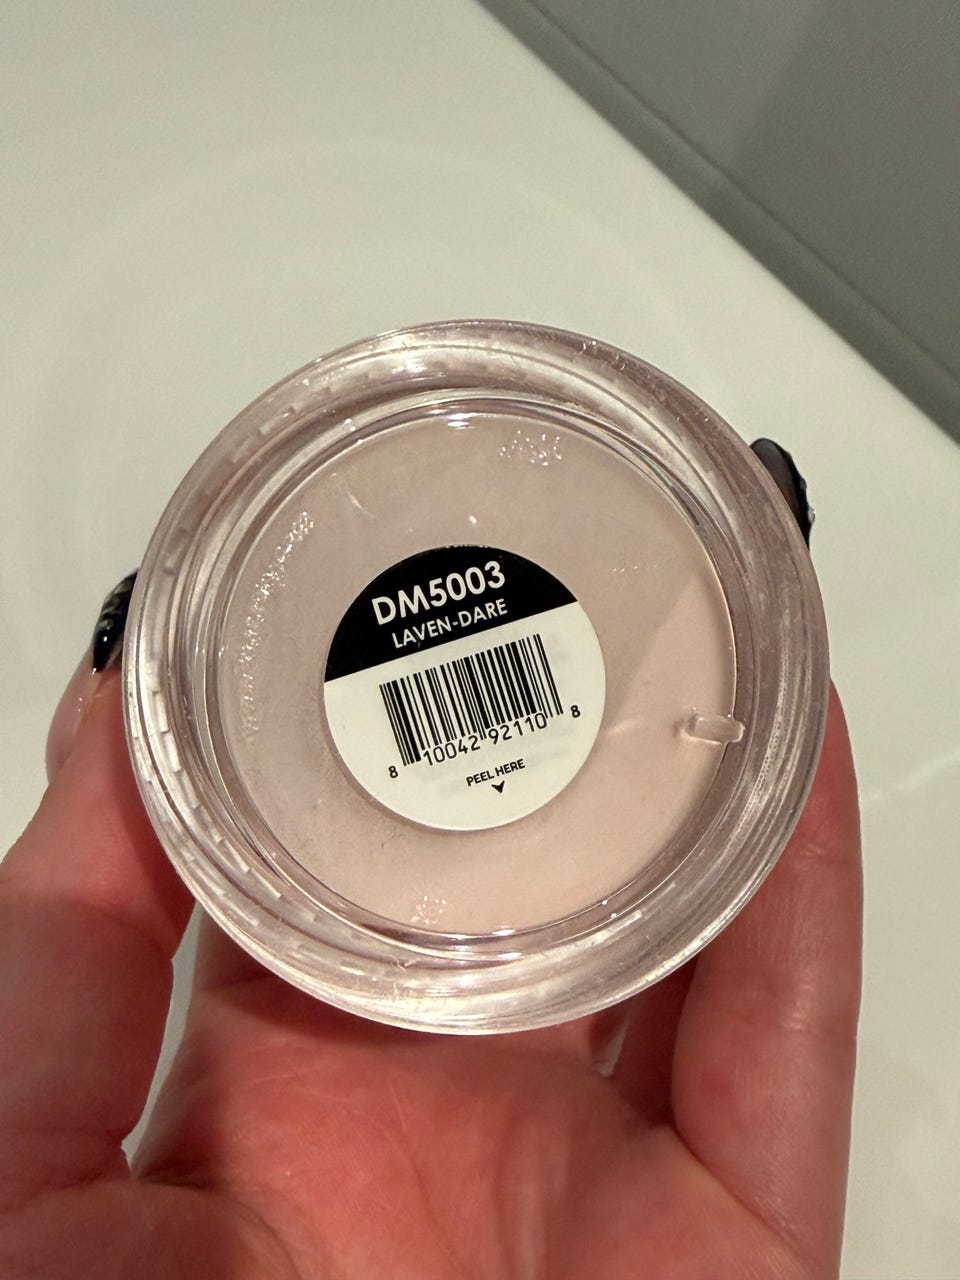 DM5003
LAVEN-DARE
8 10042 92110 8
PEEL HERE